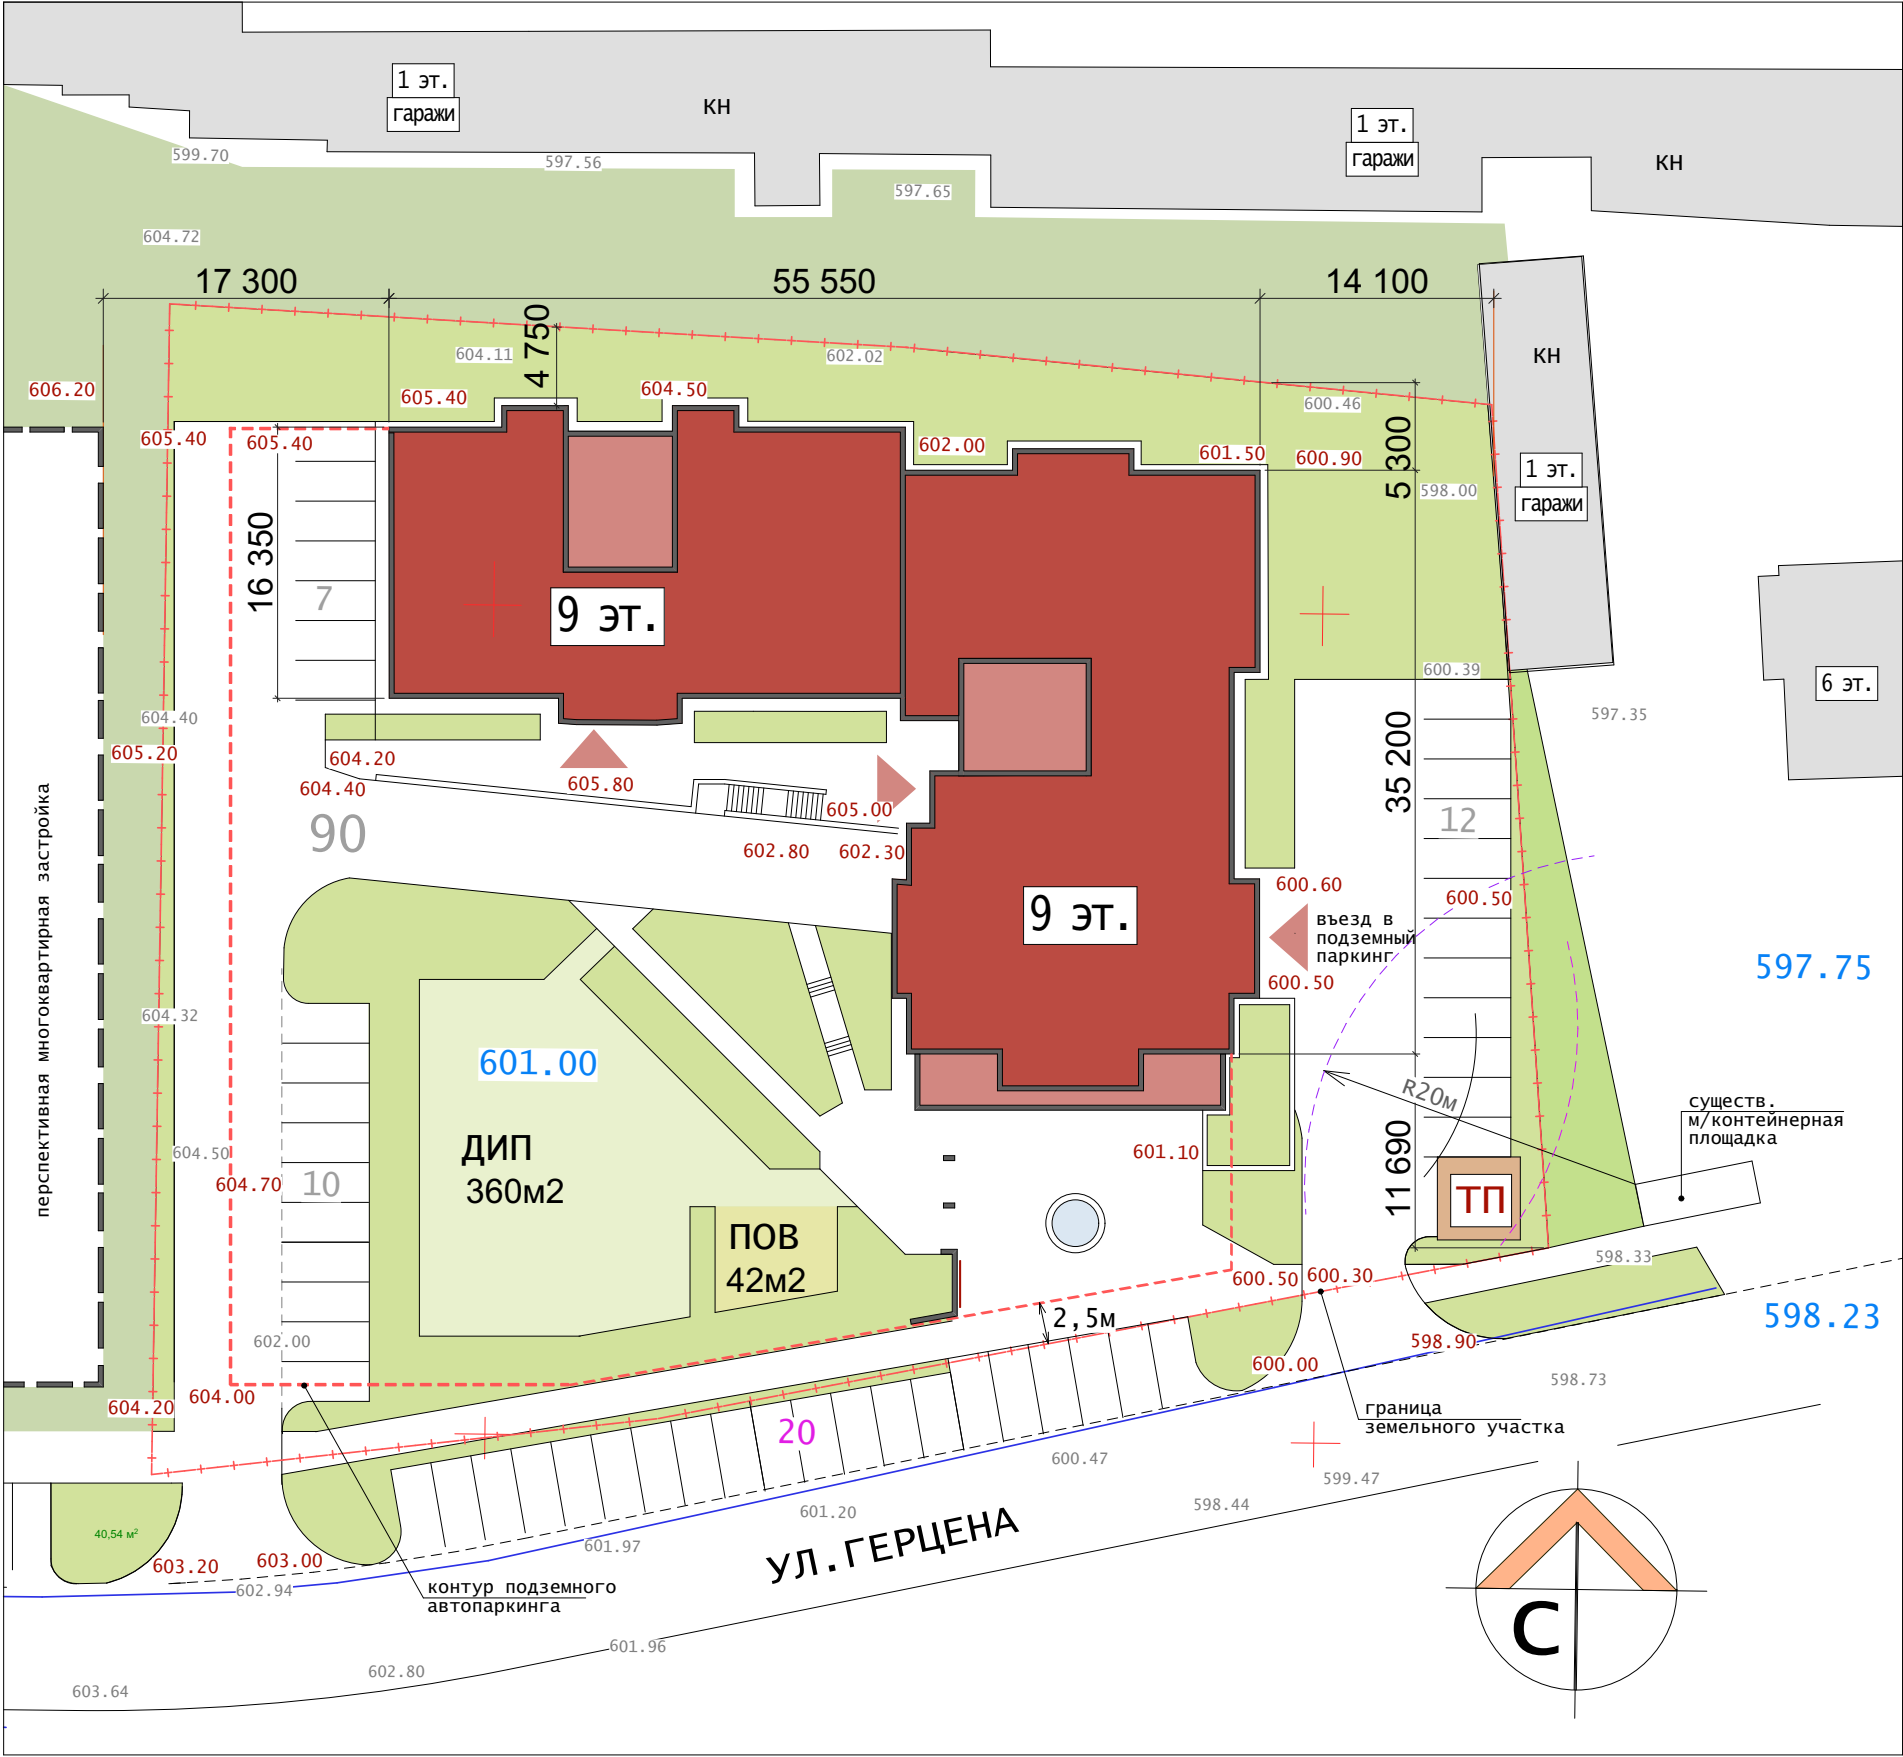 1 эт.
гаражи
кн
1 эт.
гаражи
кн
599.70
597.56
597.65
604.72
17 300
55 550
14 100
4 750
604.11
602.02
кн
606.20
605.40
604.50
600.46
605.40
605.40
602.00
601.50
600.90
5 300
598.00
1 эт.
гаражи
16 350
7
9 эт.
600.39
6 эт.
604.40
597.35
605.20
604.20
605.80
604.40
605.00
35 200
12
90
602.80
602.30
перспективная многоквартирная застройка
600.60
600.50
9 эт.
въезд в
подземный
паркинг
597.75
600.50
604.32
601.00
R20м
существ.
м/контейнерная
площадка
ДИП
360м2
604.50
601.10
11 690
604.70
10
ТП
ПОВ
42м2
598.33
600.50
600.30
2,5м
598.23
602.00
598.90
600.00
598.73
604.00
604.20
граница
земельного участка
20
600.47
599.47
598.44
601.20
УЛ.ГЕРЦЕНА
40,54 м²
601.97
603.20
603.00
602.94
контур подземного
автопаркинга
С
601.96
602.80
603.64